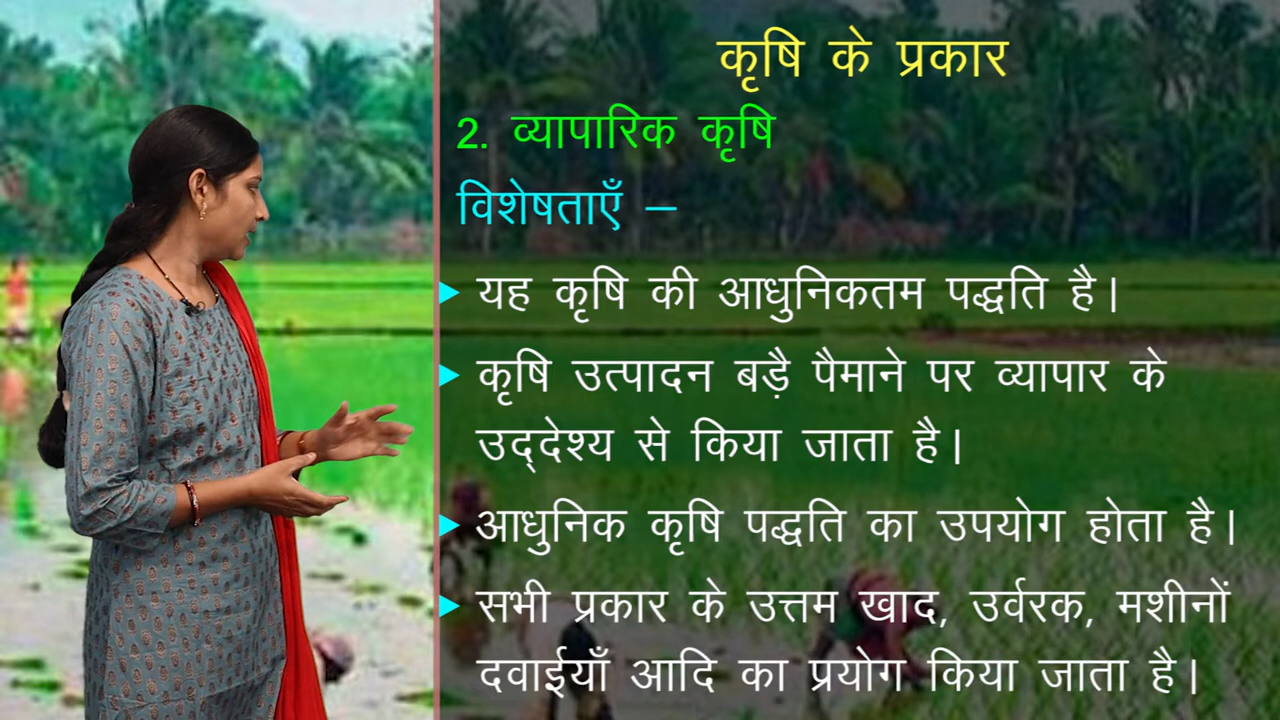 कृषि के प्रकार
2. व्यापारिक कृषि
विशेषताएँ –
यह कृषि की आधुनिकतम पद्धति है।
कृषि उत्पादन बड़ै पैमाने पर व्यापार के
उद्देश्य से किया जाता है।
आधुनिक कृषि पद्धति का उपयोग होता है।
सभी प्रकार के उत्तम खाद, उर्वरक, मशीनों
दवाईयाँ आदि का प्रयोग किया जाता है।